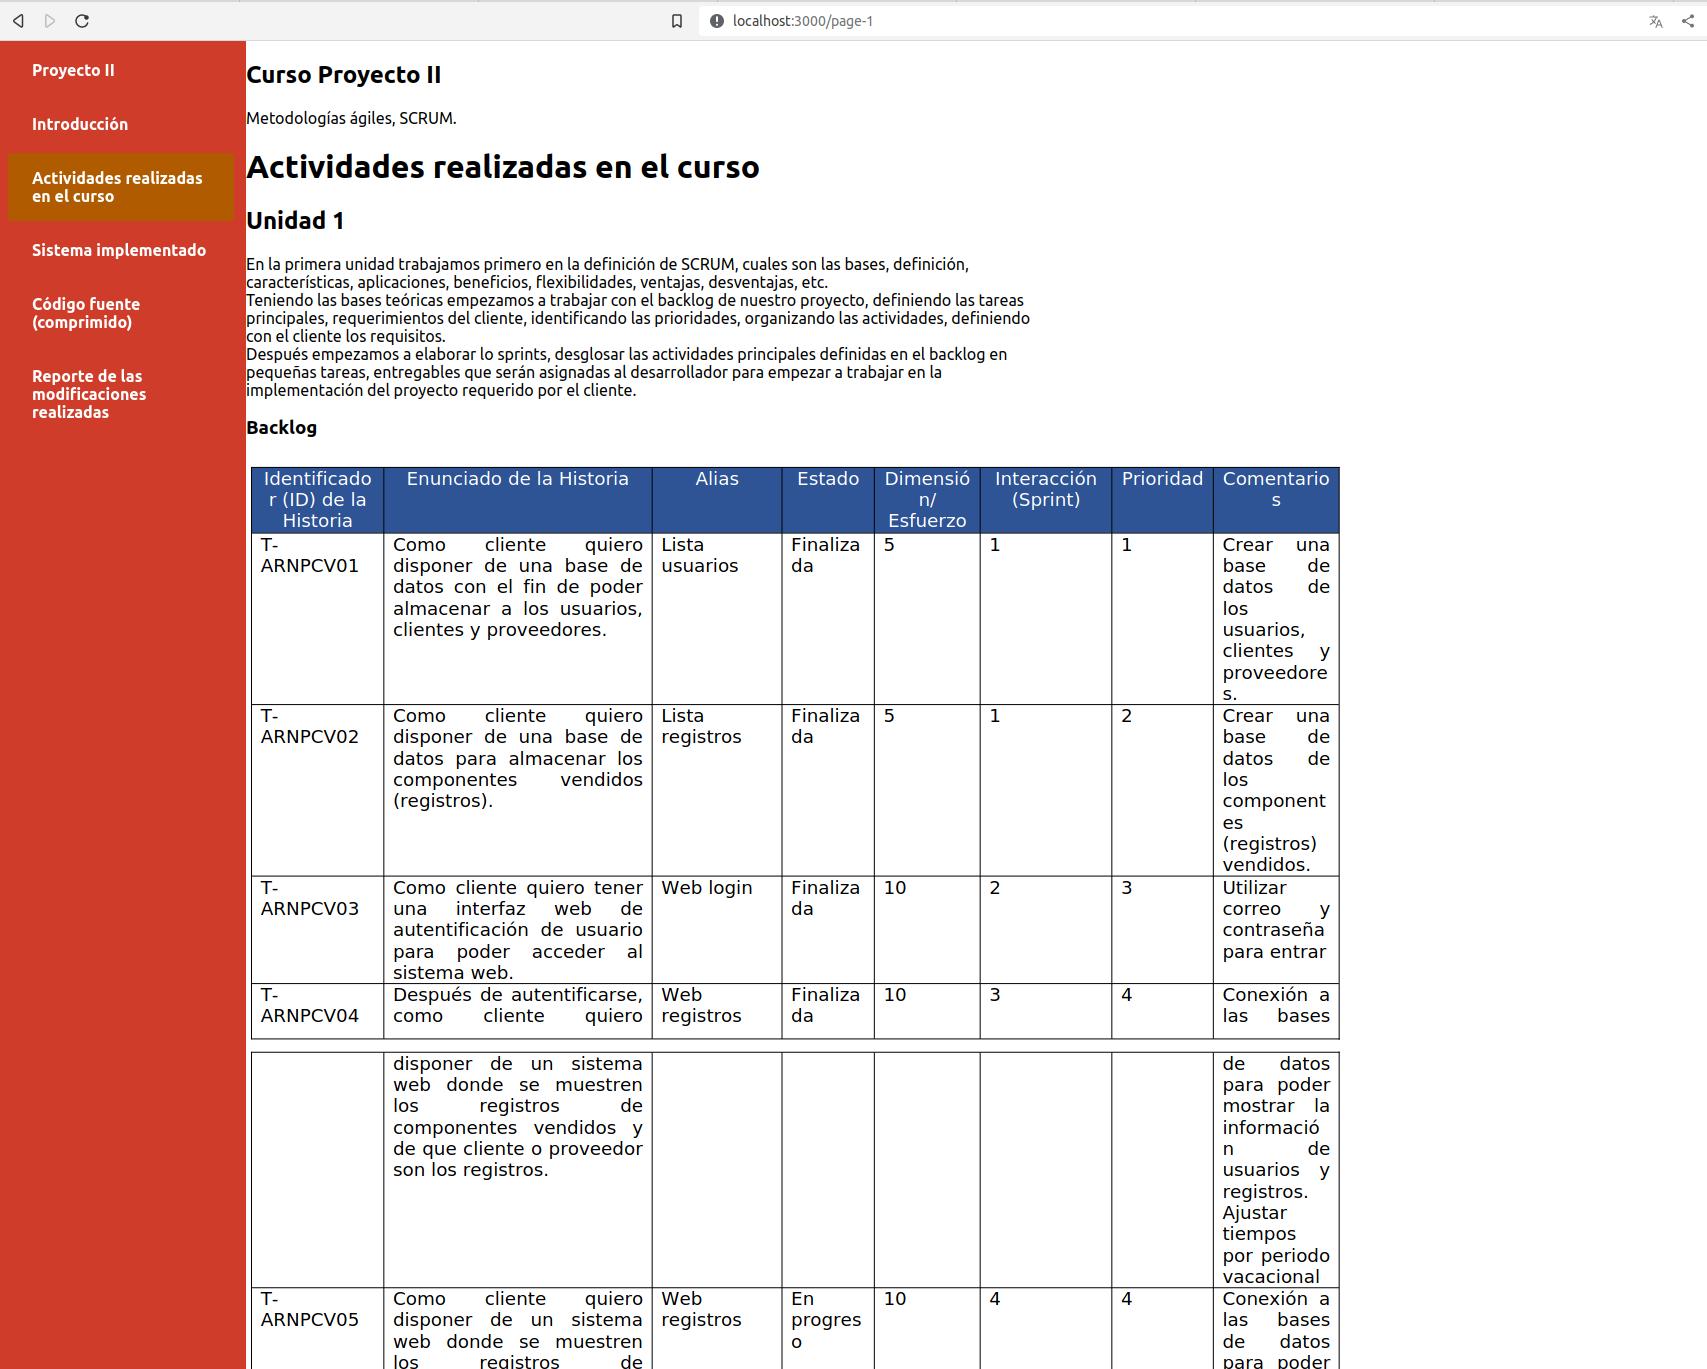 localhost:3000/page-1
Proyecto II
Introducción
Actividades realizadas
en el curso
Sistema implementado
Código fuente
(comprimido)
Reporte de las
modificaciones
realizadas
Curso Proyecto II
Metodologías ágiles, SCRUM.
Actividades realizadas en el curso
Unidad 1
En la primera unidad trabajamos primero en la definición de SCRUM, cuales son las bases, definición,
características, aplicaciones, beneficios, flexibilidades, ventajas, desventajas, etc.
Teniendo las bases teóricas empezamos a trabajar con el backlog de nuestro proyecto, definiendo las tareas
principales, requerimientos del cliente, identificando las prioridades, organizando las actividades, definiendo
con el cliente los requisitos.
Después empezamos a elaborar lo sprints, desglosar las actividades principales definidas en el backlog en
pequeñas tareas, entregables que serán asignadas al desarrollador para empezar a trabajar en la
implementación del proyecto requerido por el cliente.
Backlog
Identificado
r (ID) de la
Historia
Enunciado de la Historia
Alias
Estado
Dimensió
n/
Esfuerzo
Interacción
(Sprint)
Prioridad
Comentario
s
T-
ARNPCV01
Como cliente quiero
disponer de una base de
datos con el fin de poder
almacenar a los usuarios,
clientes y proveedores.
Lista
usuarios
Finaliza
da
5
1
1
Crear una
base de
datos de
los
usuarios,
clientes y
proveedore
s.
T-
ARNPCV02
Como cliente quiero
disponer de una base de
datos para almacenar los
componentes vendidos
(registros).
Lista
registros
Finaliza
da
5
1
2
Crear una
base de
datos de
los
component
es
(registros)
vendidos.
T-
ARNPCV03
Como cliente quiero tener
una interfaz web de
autentificación de usuario
para poder acceder al
sistema web.
Web login
Finaliza
da
10
2
3
Utilizar
correo y
contraseña
para entrar
T-
ARNPCV04
Después de autentificarse,
como cliente quiero
Web
registros
Finaliza
da
10
3
4
Conexión a
las bases
disponer de un sistema
web donde se muestren
los registros de
componentes vendidos y
de que cliente o proveedor
son los registros.
de datos
para poder
mostrar la
informació
n de
usuarios y
registros.
Ajustar
tiempos
por periodo
vacacional
T-
ARNPCV05
Como cliente quiero
disponer de un sistema
web donde se muestren
los registros de
Web
registros
En
progres
o
10
4
4
Conexión a
las bases
de datos
para poder